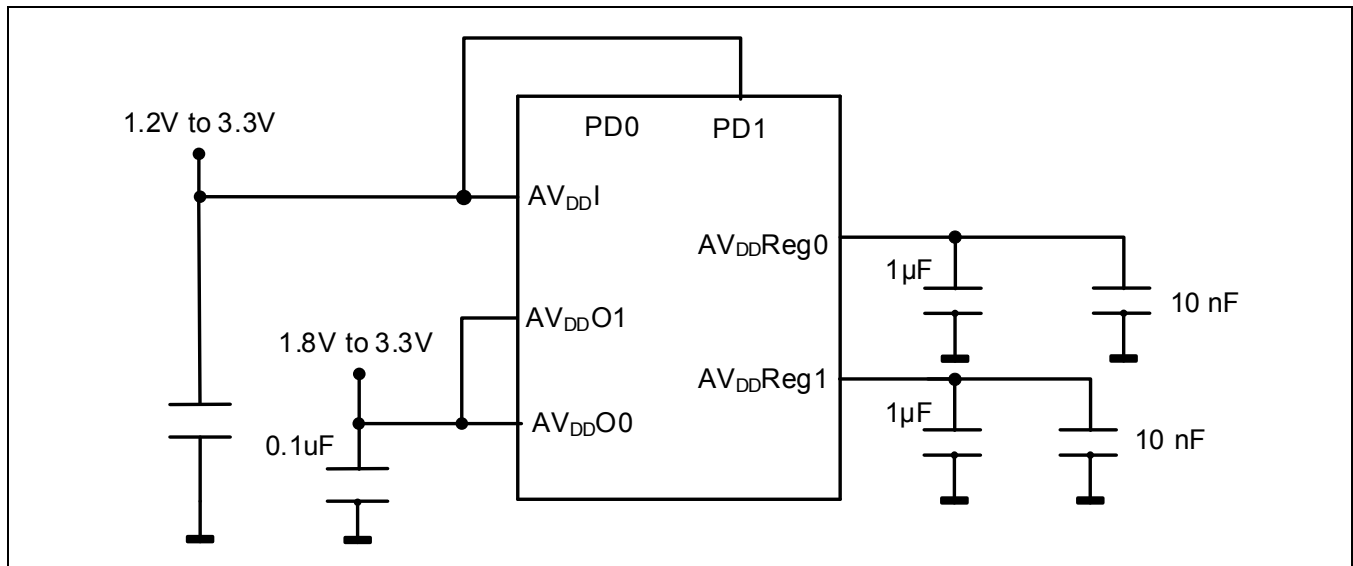 1.2V to 3.3V
PD0
PD1
AVDDI
AVDDReg0
1µF
10 nF
AVDDO1
1.8V to 3.3V
AVDDReg1
1µF
10 nF
AVDDO0
0.1uF